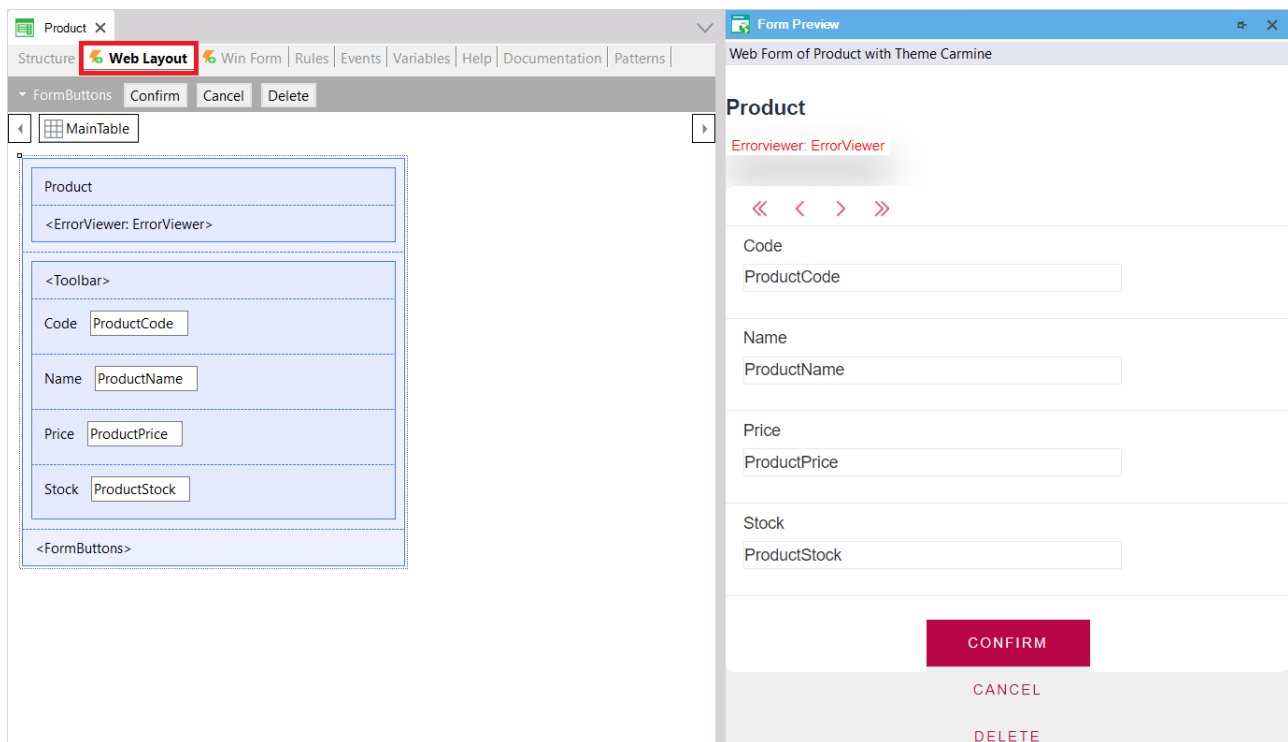 Product
Structure Web Layout Win Form Rules Events Variables Help Documentation Patterns
FormButtons Confirm Cancel Delete
MainTable
Product
<ErrorViewer: ErrorViewer>
<Toolbar>
Code ProductCode
Name ProductName
Price ProductPrice
Stock ProductStock
<FormButtons>
Form Preview
Web Form of Product with Theme Carmine
Product
Errorviewer: ErrorViewer
Code
ProductCode
Name
ProductName
Price
ProductPrice
Stock
ProductStock
CONFIRM
CANCEL
DELETE